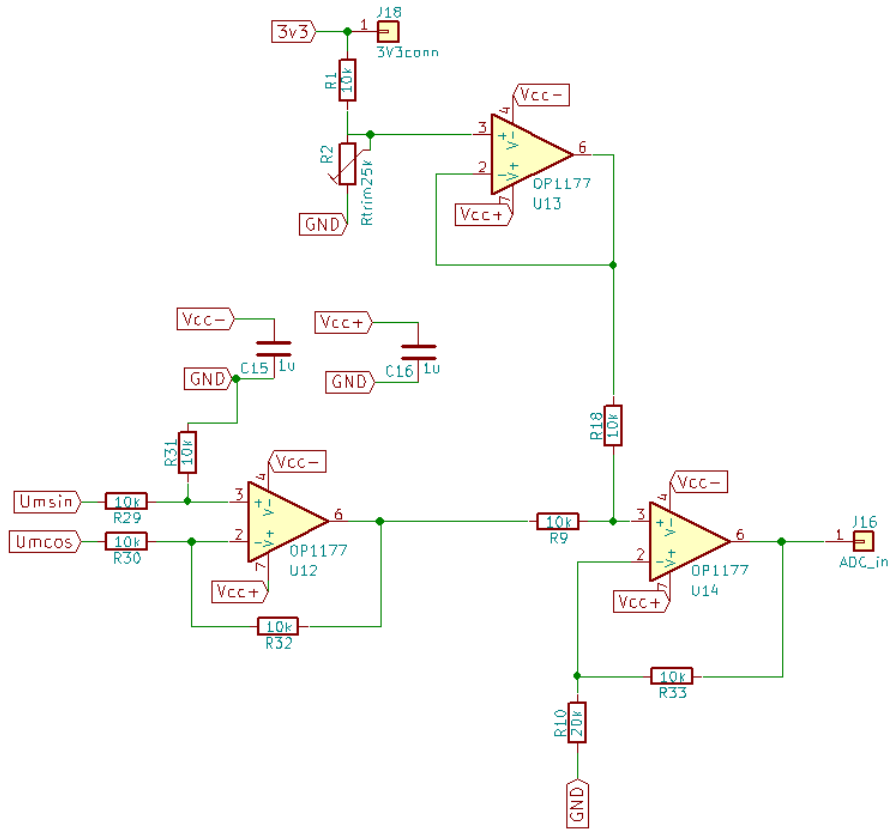 J18
3v3
1
3V3conn
R1
10k
Vcc-
4
3
+
V-
6
R2
Rtrim25k
2
-
V+
OP1177
7
Vcc+
U13
GND
Vcc-
Vcc+
C15
1u
C16
1u
GND
GND
R31
10k
R18
10k
Vcc-
4
Vcc-
4
Umsin
10k
R29
3
+
V-
6
10k
R9
3
+
V-
6
1
J16
ADC_in
Umcos
10k
R30
2
-
V+
OP1177
7
U12
Vcc+
2
-
V+
OP1177
7
U14
Vcc+
10k
R32
10k
R33
R10
20k
GND